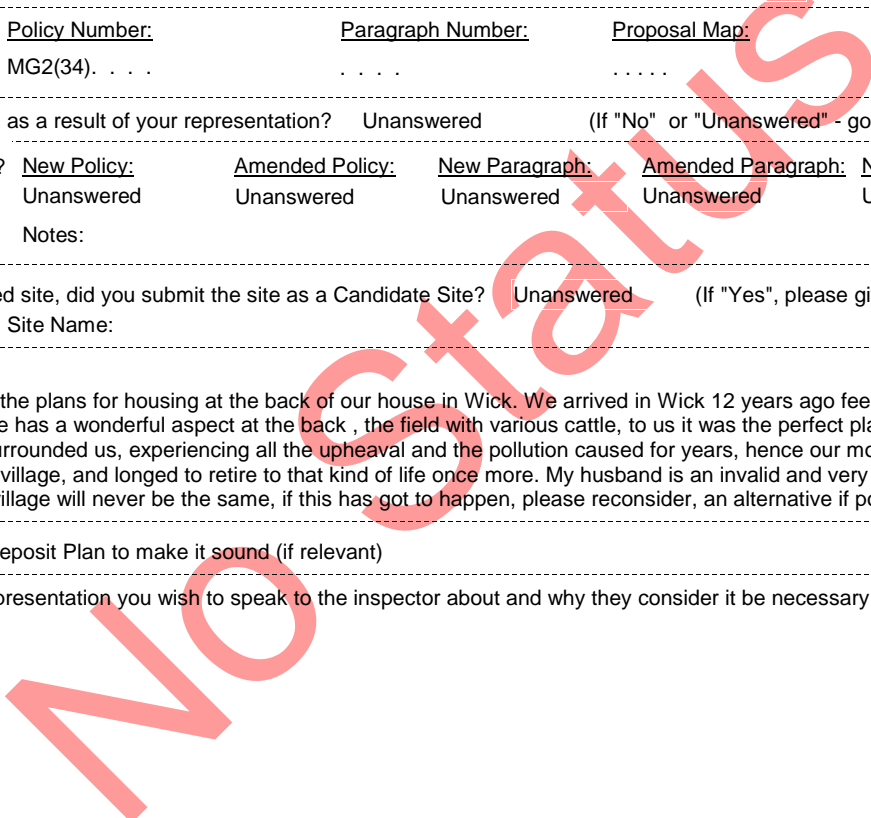 Policy Number: Paragraph Number: Proposal Map:
MG2(34). . . . . . . . . . . . .
as a result of your representation? Unanswered (If "No" or "Unanswered" - go
? New Policy: Amended Policy: New Paragraph: Amended Paragraph: N
Unanswered Unanswered Unanswered Unanswered U
Notes:
ed site, did you submit the site as a Candidate Site? Unanswered (If "Yes", please gi
Site Name:
the plans for housing at the back of our house in Wick. We arrived in Wick 12 years ago fee
e has a wonderful aspect at the back , the field with various cattle, to us it was the perfect pla
urrounded us, experiencing all the upheaval and the pollution caused for years, hence our mo
village, and longed to retire to that kind of life once more. My husband is an invalid and very
village will never be the same, if this has got to happen, please reconsider, an alternative if po
eposit Plan to make it sound (if relevant)
presentation you wish to speak to the inspector about and why they consider it be necessary
No Status